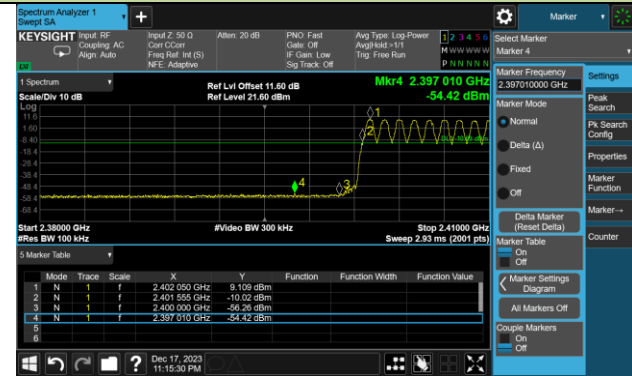 Spectrum Analyzer 1
Swept SA
Marker
KEYSIGHT
Input: RF
Coupling: AC
Align: Auto
Input Z: 50 Ω
Corr CCorr
Freq Ref: Int (S)
NFE: Adaptive
Atten: 20 dB
PNO: Fast
Gate: Off
IF Gain: Low
Sig Track: Off
Avg Type: Log-Power
Avg|Hold:>1/1
Trig: Free Run
1 2 3 4 5 6
M W W W W W
P N N N N N
Select Marker
Marker 4
1 Spectrum
Scale/Div 10 dB
Ref Lvl Offset 11.60 dB
Ref Level 21.60 dBm
Mkr4 2.397 010 GHz
-54.42 dBm
Log
11.6
1.60
-8.40
-18.4
-28.4
-38.4
-48.4
-58.4
-68.4
1
2
3
4
Start 2.38000 GHz
#Res BW 100 kHz
#Video BW 300 kHz
Stop 2.41000 GHz
Sweep 2.93 ms (2001 pts)
5 Marker Table
Mode Trace Scale X Y Function Function Width Function Value
1 N 1 f 2.402 050 GHz 9.109 dBm
2 N 1 f 2.401 555 GHz -10.02 dBm
3 N 1 f 2.400 000 GHz -56.26 dBm
4 N 1 f 2.397 010 GHz -54.42 dBm
5
6
Dec 17, 2023
11:15:30 PM
Marker Frequency
2.397010000 GHz
Marker Mode
Normal
Delta (Δ)
Fixed
Off
Delta Marker
(Reset Delta)
Marker Table
On
Off
Marker Settings
Diagram
All Markers Off
Couple Markers
On
Off
Settings
Peak
Search
Pk Search
Config
Properties
Marker
Function
Marker→
Counter